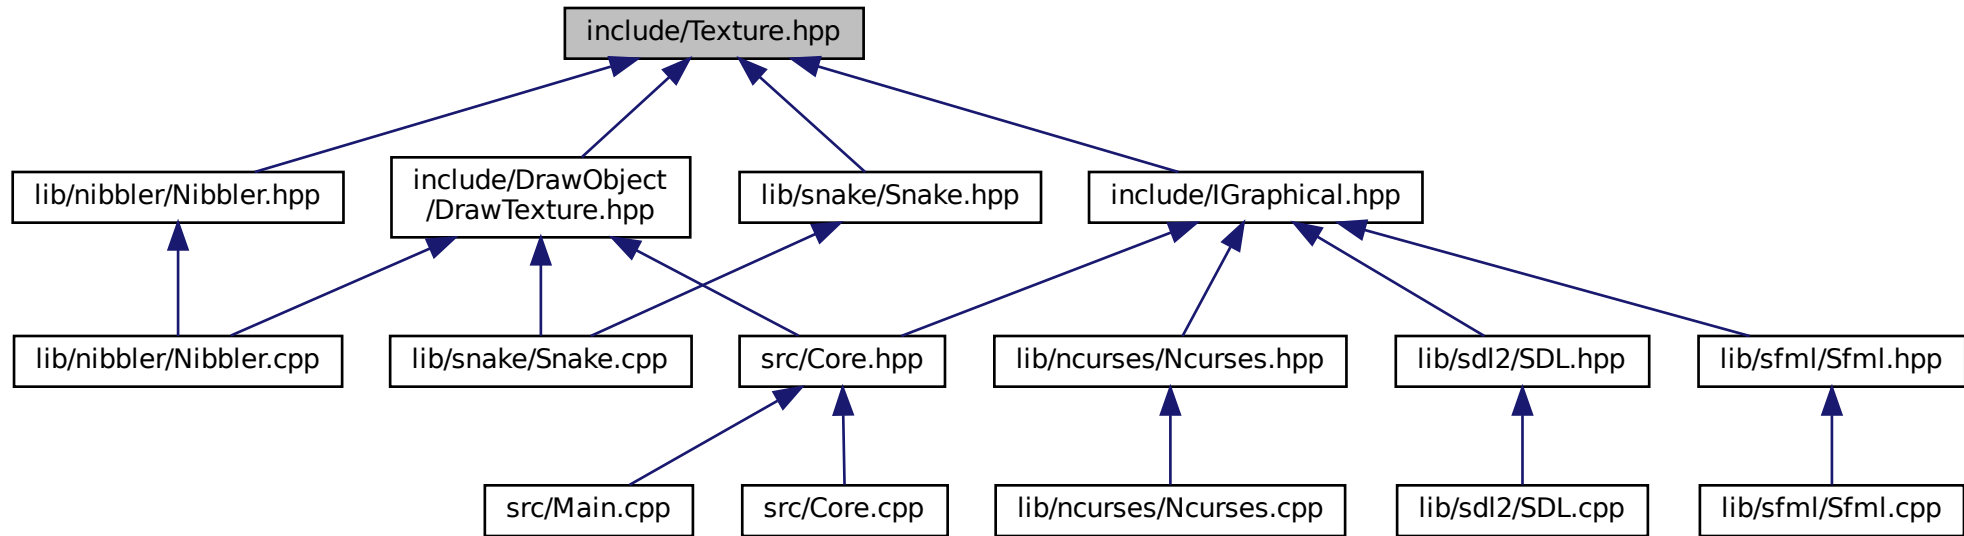 include/Texture.hpp
lib/nibbler/Nibbler.hpp
include/DrawObject
/DrawTexture.hpp
lib/snake/Snake.hpp
include/IGraphical.hpp
lib/nibbler/Nibbler.cpp
lib/snake/Snake.cpp
src/Core.hpp
lib/ncurses/Ncurses.hpp
lib/sdl2/SDL.hpp
lib/sfml/Sfml.hpp
src/Main.cpp
src/Core.cpp
lib/ncurses/Ncurses.cpp
lib/sdl2/SDL.cpp
lib/sfml/Sfml.cpp